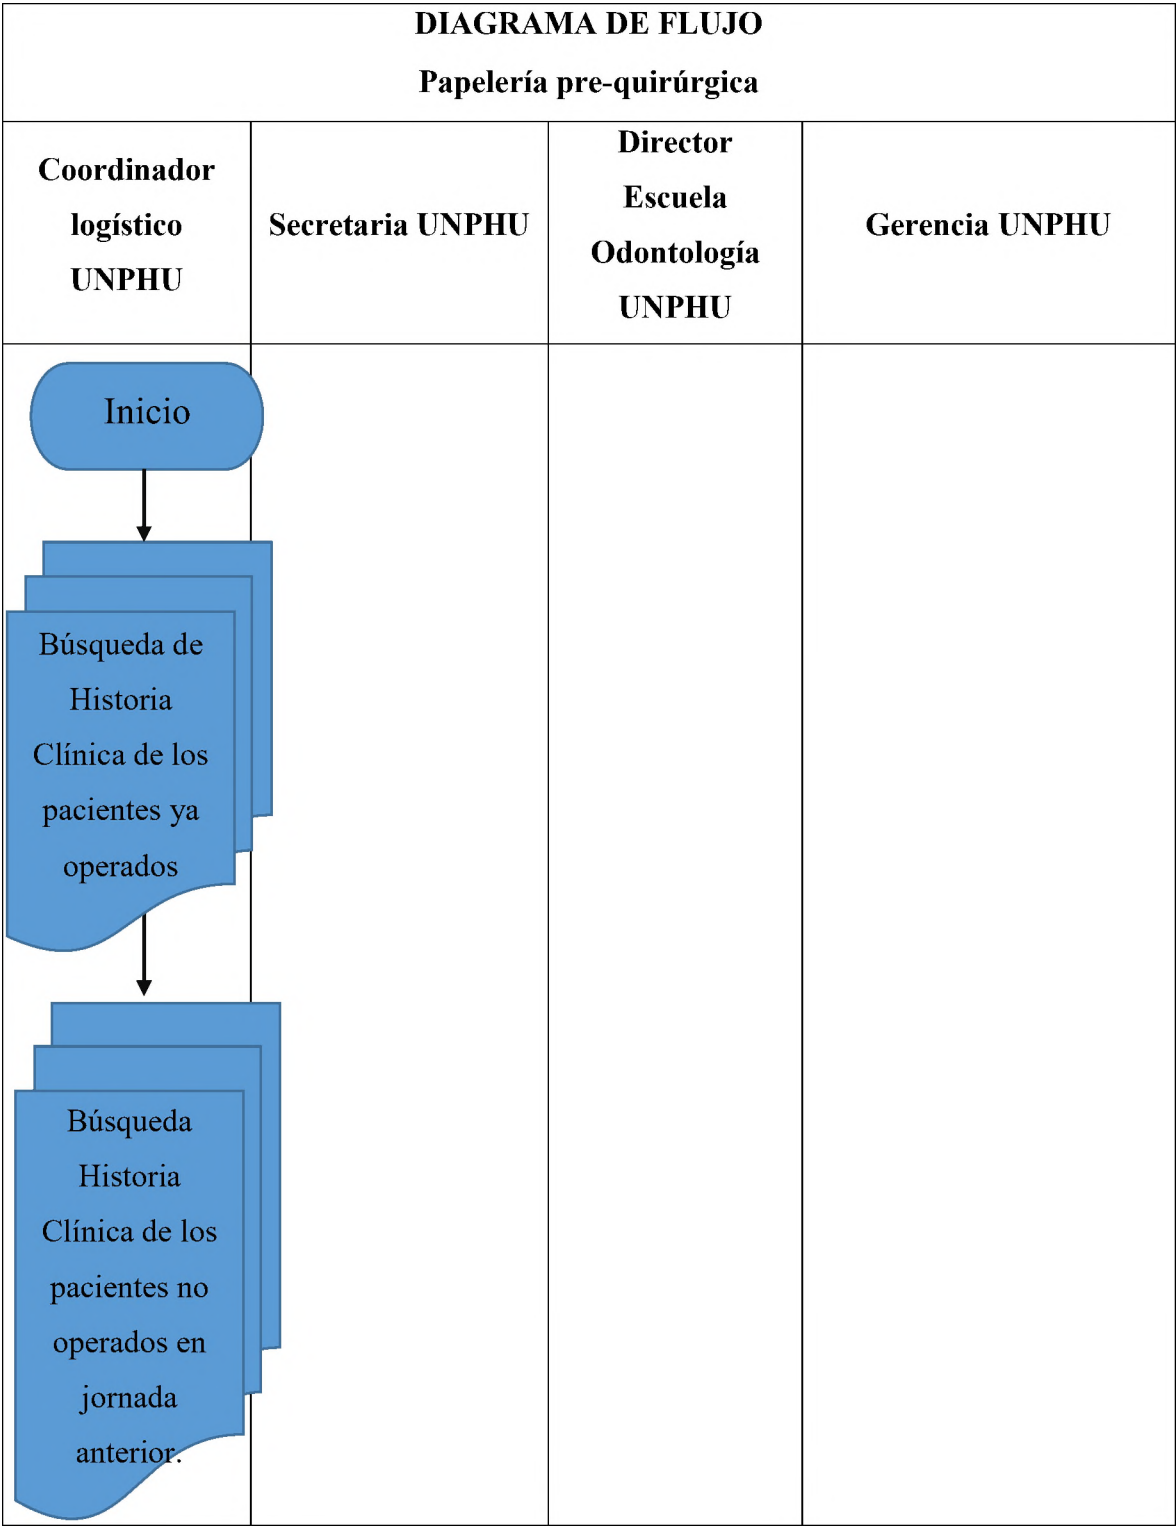 DIAGRAMA DE FLUJO
Papelería pre-quirúrgica
Coordinador
logístico
UNPHU
Secretaria UNPHU
Director
Escuela
Odontología
UNPHU
Gerencia UNPHU
Inicio
Búsqueda de
Historia
Clínica de los
pacientes ya
operados
Búsqueda
Historia
Clínica de los
pacientes no
operados en
jornada
anterior.